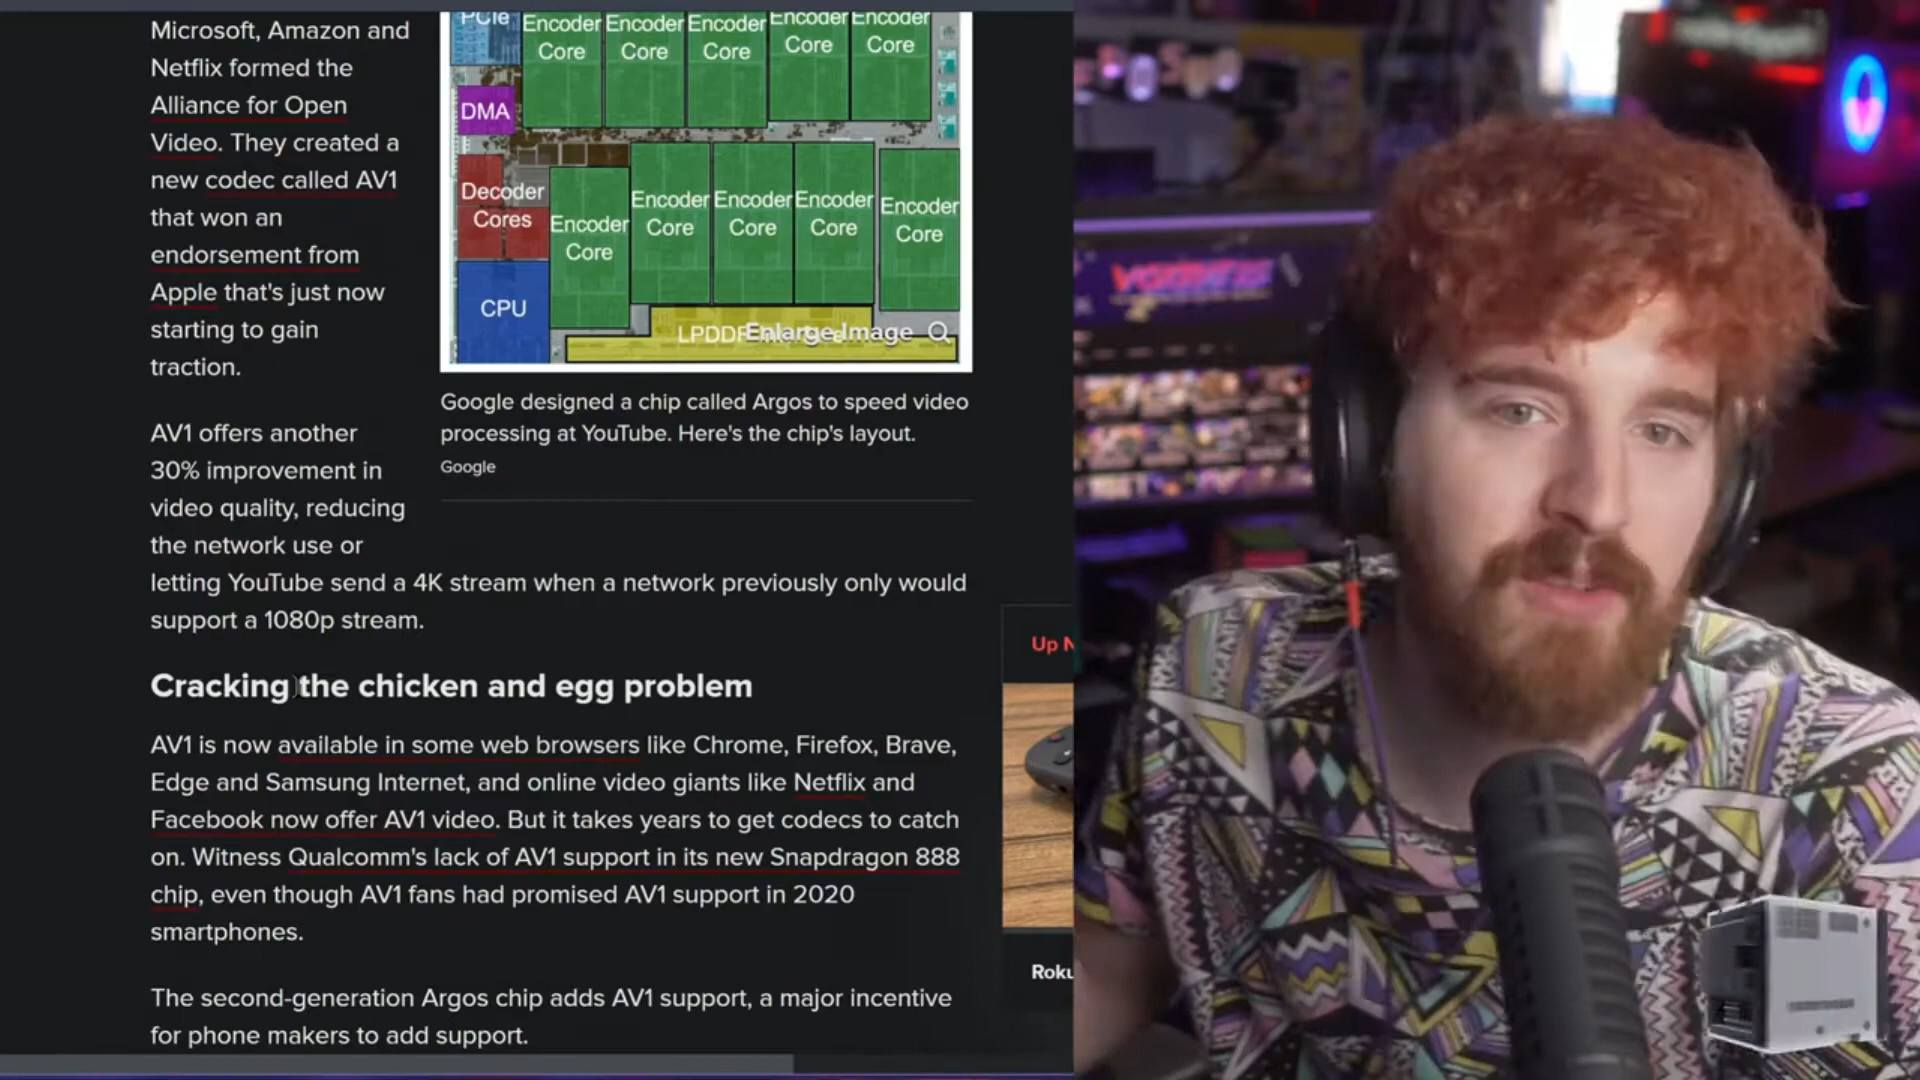 Microsoft, Amazon and
Netflix formed the
Alliance for Open
Video. They created a
new codec called AV1
that won an
endorsement from
Apple that's just now
starting to gain
traction.
AV1 offers another
30% improvement in
video quality, reducing
the network use or
letting YouTube send a 4K stream when a network previously only would
support a 1080p stream.
PCIe
Encoder
Core
Encoder
Core
Encoder
Core
Encoder
Core
Encoder
Core
DMA
Decoder
Cores
Encoder
Core
Encoder
Core
Encoder
Core
Encoder
Core
Encoder
Core
CPU
Enlarge Image
Google designed a chip called Argos to speed video
processing at YouTube. Here's the chip's layout.
Google
Cracking the chicken and egg problem
AV1 is now available in some web browsers like Chrome, Firefox, Brave,
Edge and Samsung Internet, and online video giants like Netflix and
Facebook now offer AV1 video. But it takes years to get codecs to catch
on. Witness Qualcomm's lack of AV1 support in its new Snapdragon 888
chip, even though AV1 fans had promised AV1 support in 2020
smartphones.
The second-generation Argos chip adds AV1 support, a major incentive
for phone makers to add support.
Up N
Roku